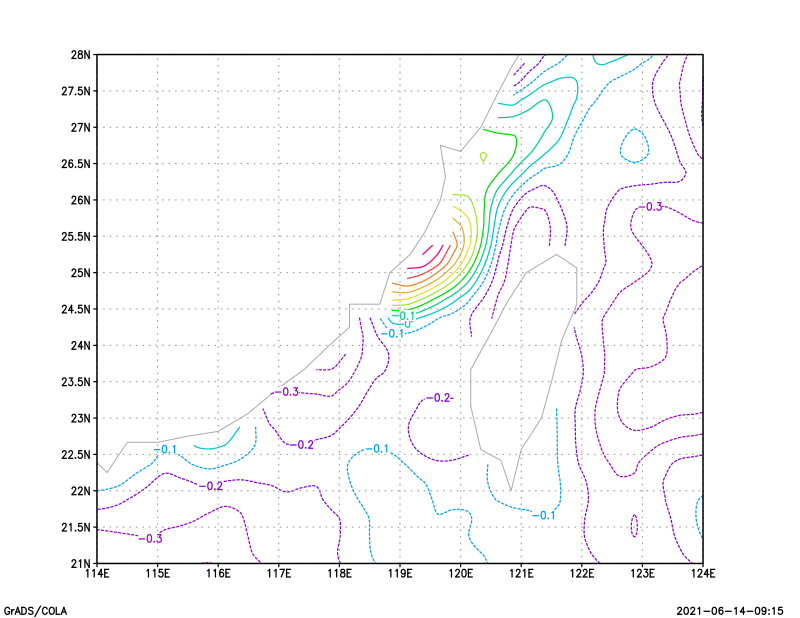 28N
27.5N
27N
26.5N
26N
−0.3
25.5N
25N
24.5N
−0.1
0
−0.1
24N
23.5N
−0.3
−0.2
23N
−0.2
−0.1
−0.1
22.5N
−0.2
22N
−0.1
21.5N
−0.3
21N
114E 115E 116E 117E 118E 119E 120E 121E 122E 123E 124E
GrADS/COLA
2021−06−14−09:15